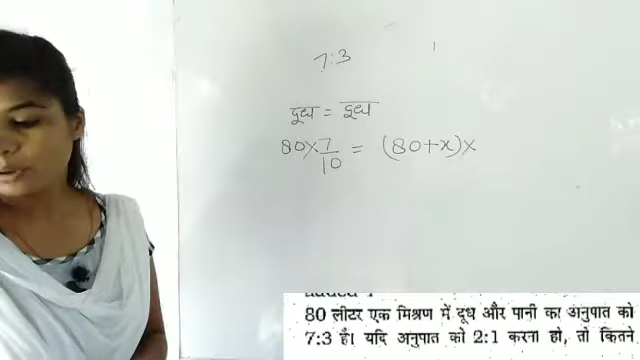 7:3
दूध = दूध
80×7/10 = (80+x)×
80 लीटर एक मिश्रण में दूध और पानी का अनुपात को
7:3 है। यदि अनुपात को 2:1 करना हो, तो कितने